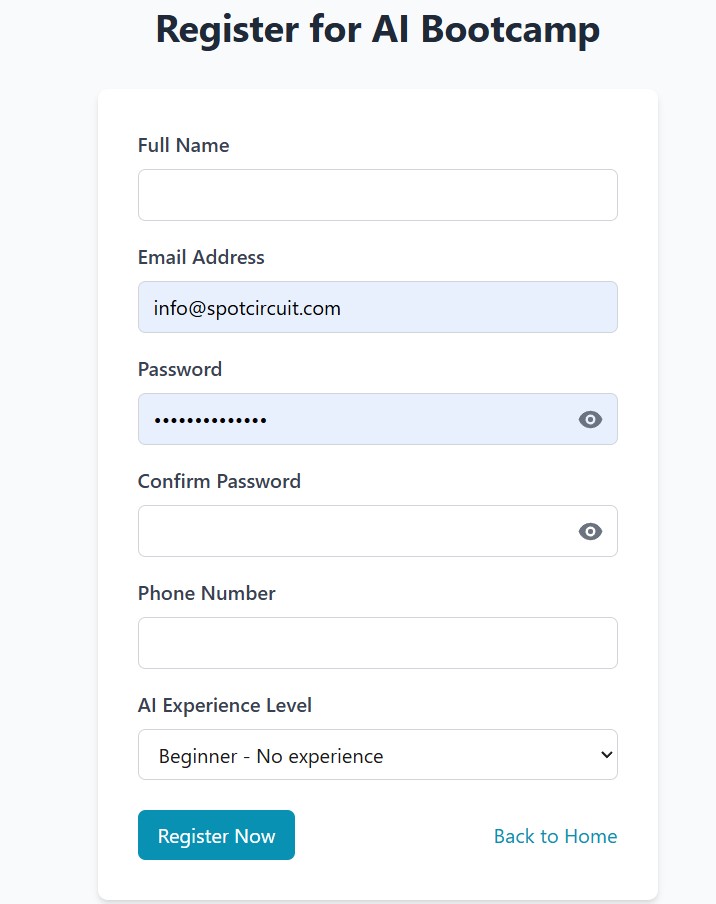 Register for AI Bootcamp
Full Name
Email Address
info@spotcircuit.com
Password
••••••••••••••
Confirm Password
Phone Number
AI Experience Level
Beginner - No experience
Register Now
Back to Home